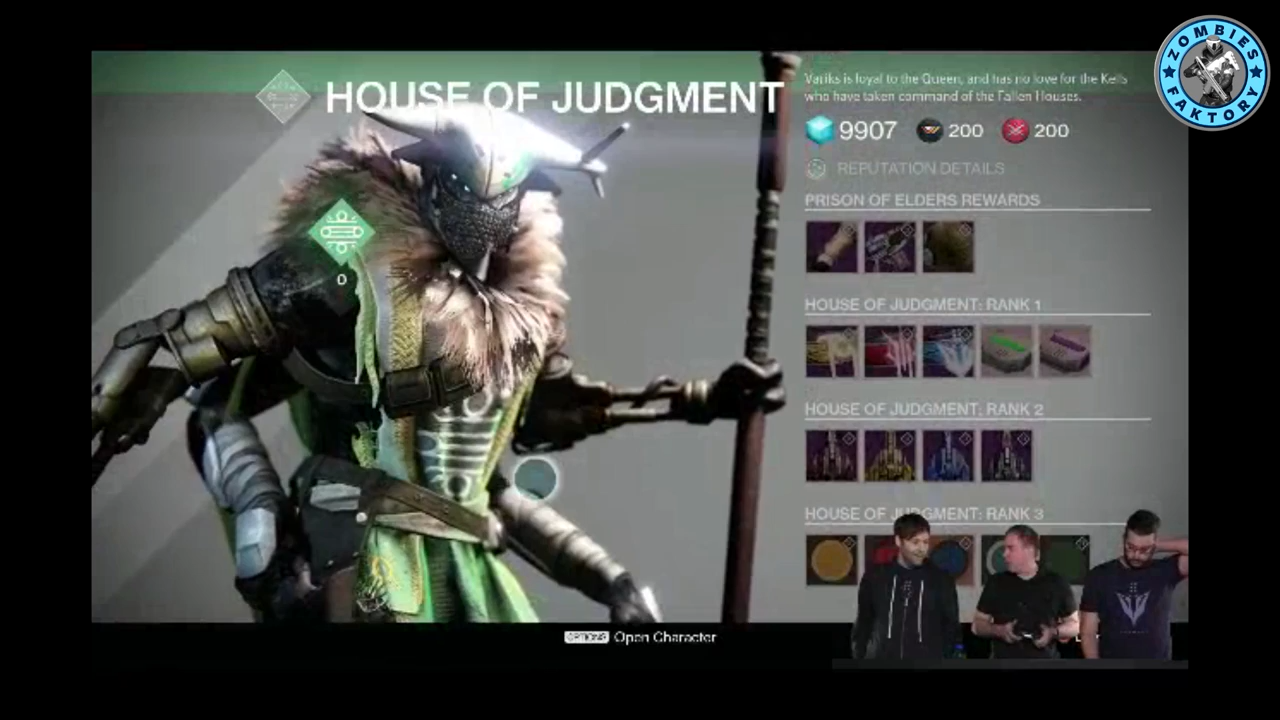 HOUSE OF JUDGMENT
Variks is loyal to the Queen, and has no love for the Kells
who have taken command of the Fallen Houses.
9907 200 200
REPUTATION DETAILS
PRISON OF ELDERS REWARDS
0
HOUSE OF JUDGMENT: RANK 1
HOUSE OF JUDGMENT: RANK 2
HOUSE OF JUDGMENT: RANK 3
OPTIONS Open Character
ZOMBIES
FAKTORY